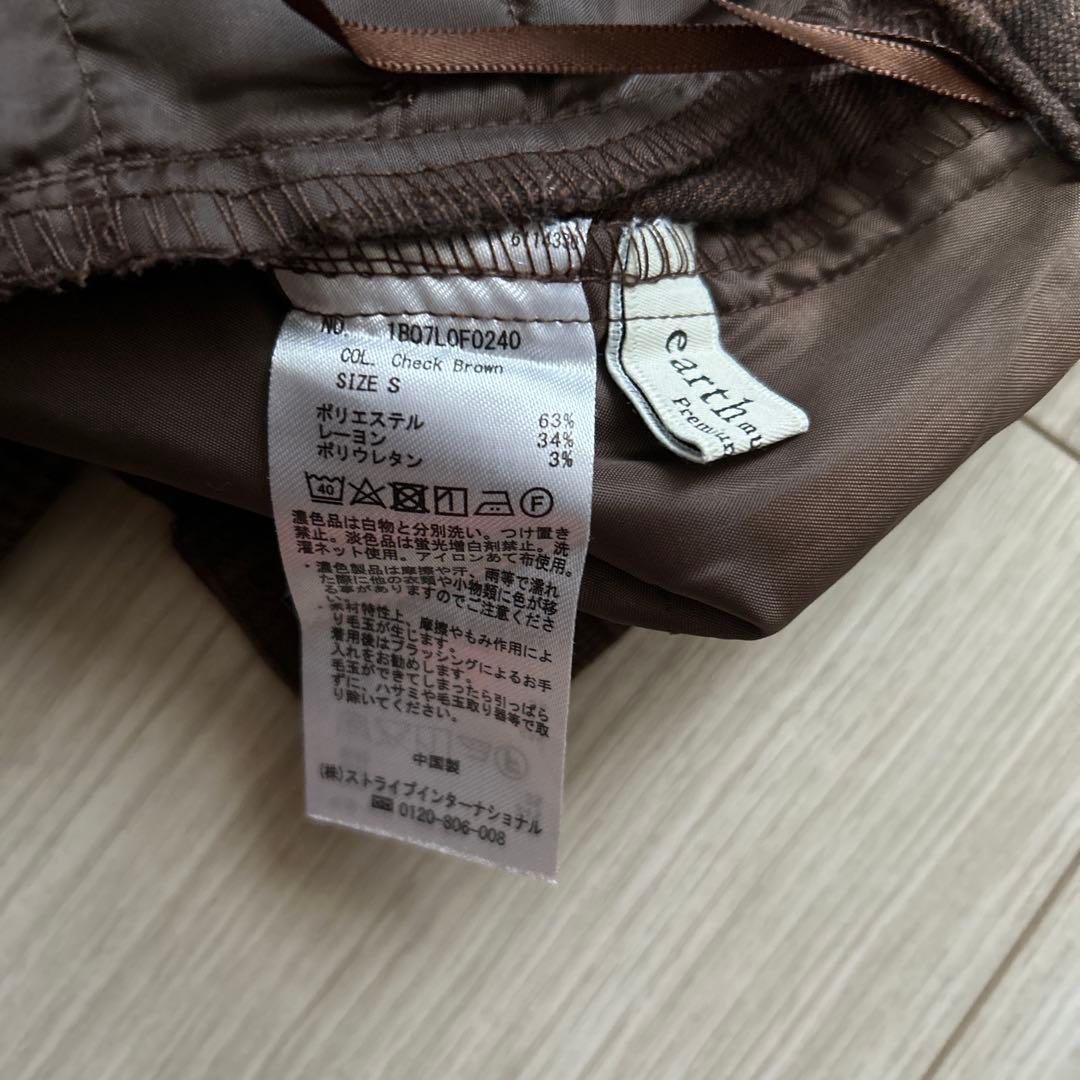 NO. 1B07L0F0240
COL. Check Brown
SIZE S
ポリエステル 63%
レーヨン 34%
ポリウレタン 3%
40 F
濃色品は白物と分別洗い。つけ置き
禁止。淡色品は蛍光増白剤禁止。洗
濯ネット使用。アイロンあて布使用。
・濃色製品は摩擦や汗、雨等で濡れ
た際に他の衣類や小物類に色が移
る事がありますのでご注意くださ
い。
・素材特性上、摩擦やもみ作用によ
り毛玉が生じます。
着用後はブラッシングによるお手
入れをお勧めします。
毛玉ができてしまったら引っぱら
ずに、ハサミや毛玉取り器等で取
り除いてください。
中国製
(株)ストライプインターナショナル
0120-806-008
earth